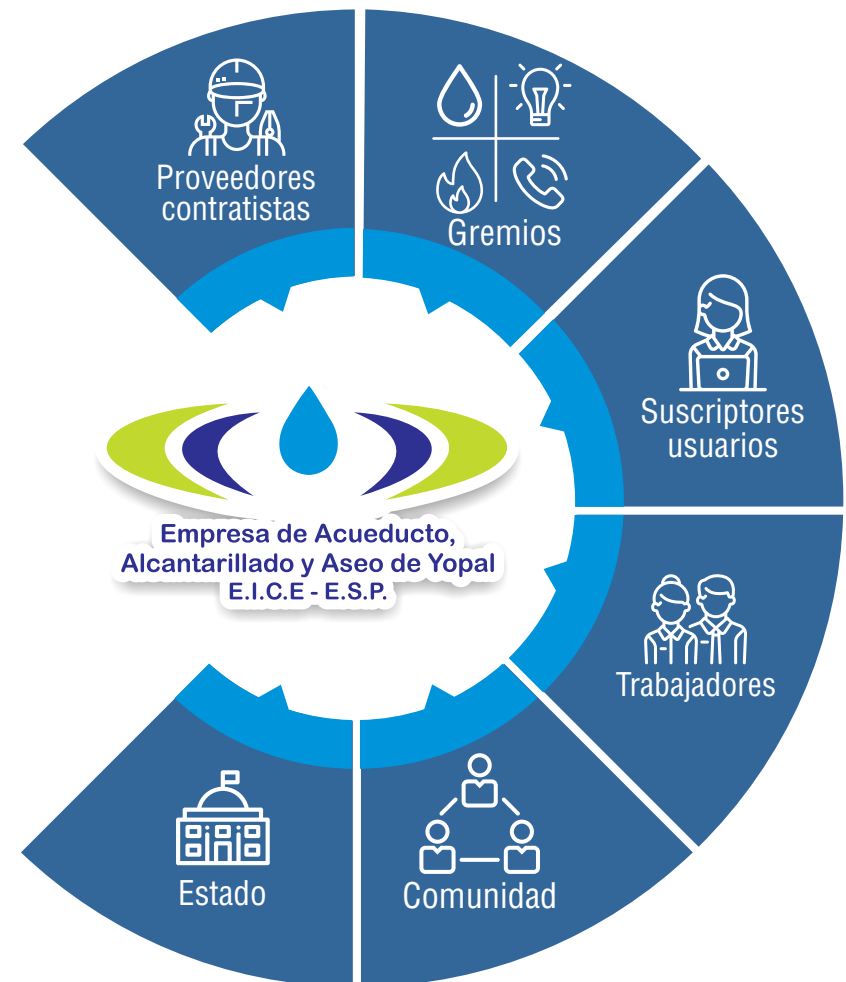 Proveedores
contratistas
Gremios
Suscriptores
usuarios
Empresa de Acueducto,
Alcantarillado y Aseo de Yopal
E.I.C.E - E.S.P.
Trabajadores
Comunidad
Estado